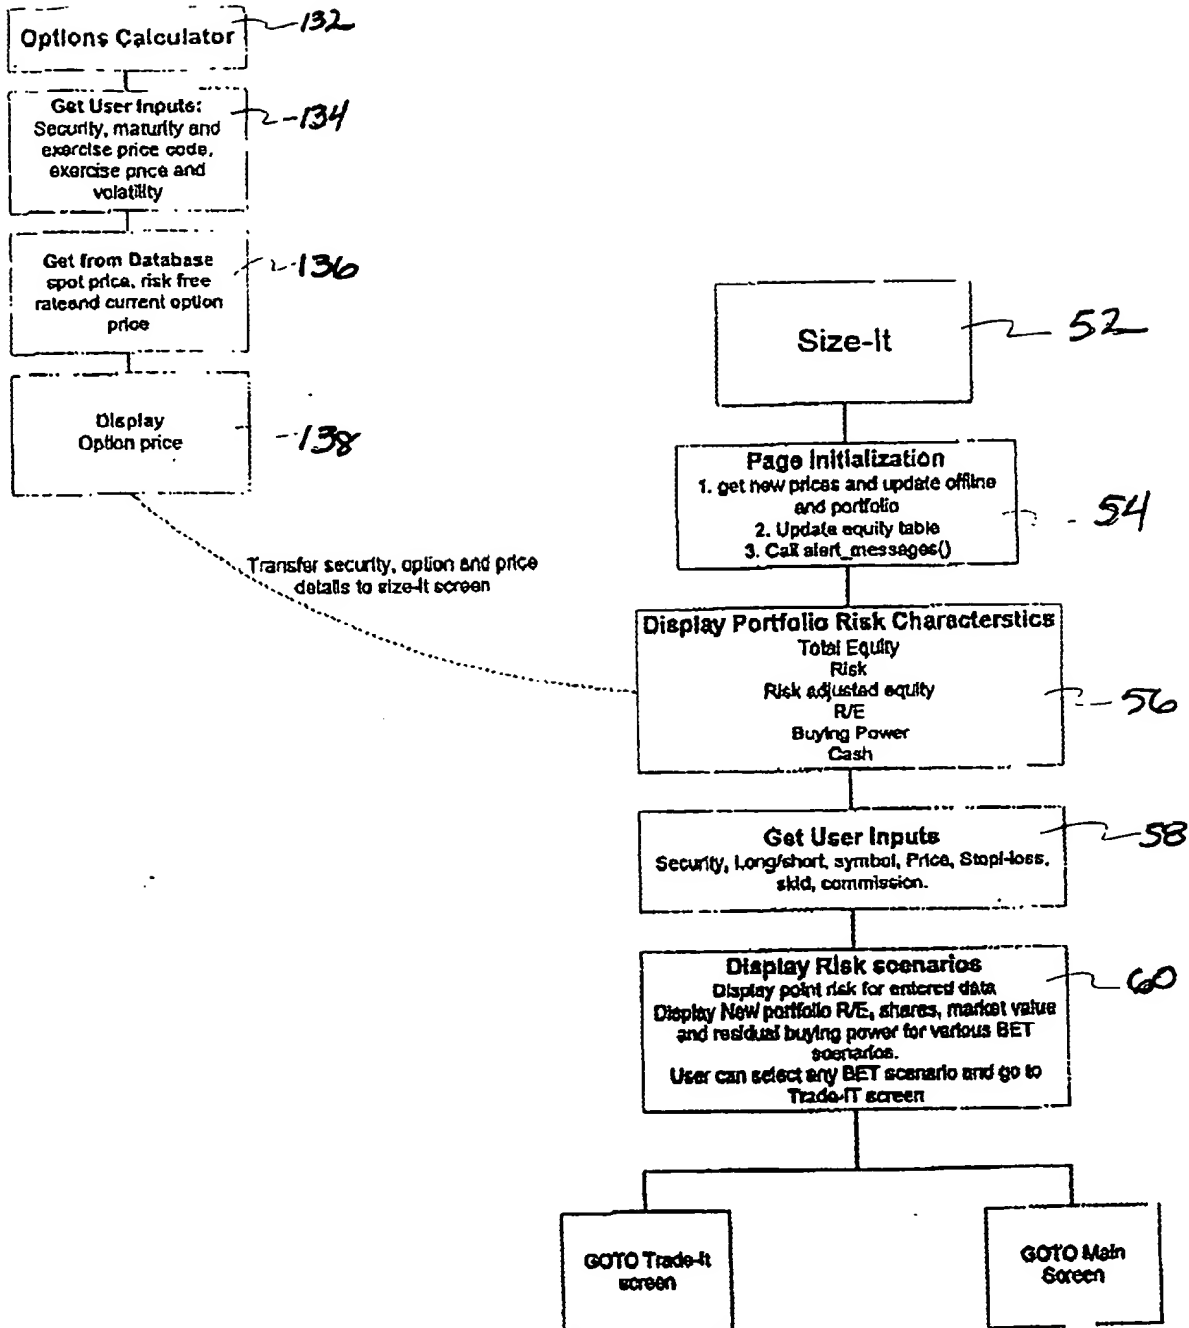 Options Calculator
132
Get User Inputs:
Security, maturity and
exercise price code,
exercise price and
volatility
134
Get from Database
spot price, risk free
rateand current option
price
136
Display
Option price
138
Transfer security, option and price
details to size-it screen
Size-It
52
Page Initialization
1. get new prices and update offline
and portfolio
2. Update equity table
3. Call alert_messages()
54
Display Portfolio Risk Characterstics
Total Equity
Risk
Risk adjusted equity
R/E
Buying Power
Cash
56
Get User Inputs
Security, Long/short, symbol, Price, Stopl-loss,
skid, commission.
58
Display Risk scenarios
Display point risk for entered data
Display New portfolio R/E, shares, market value
and residual buying power for various BET
scenarios.
User can select any BET scenario and go to
Trade-IT screen
60
GOTO Trade-It
screen
GOTO Main
Screen